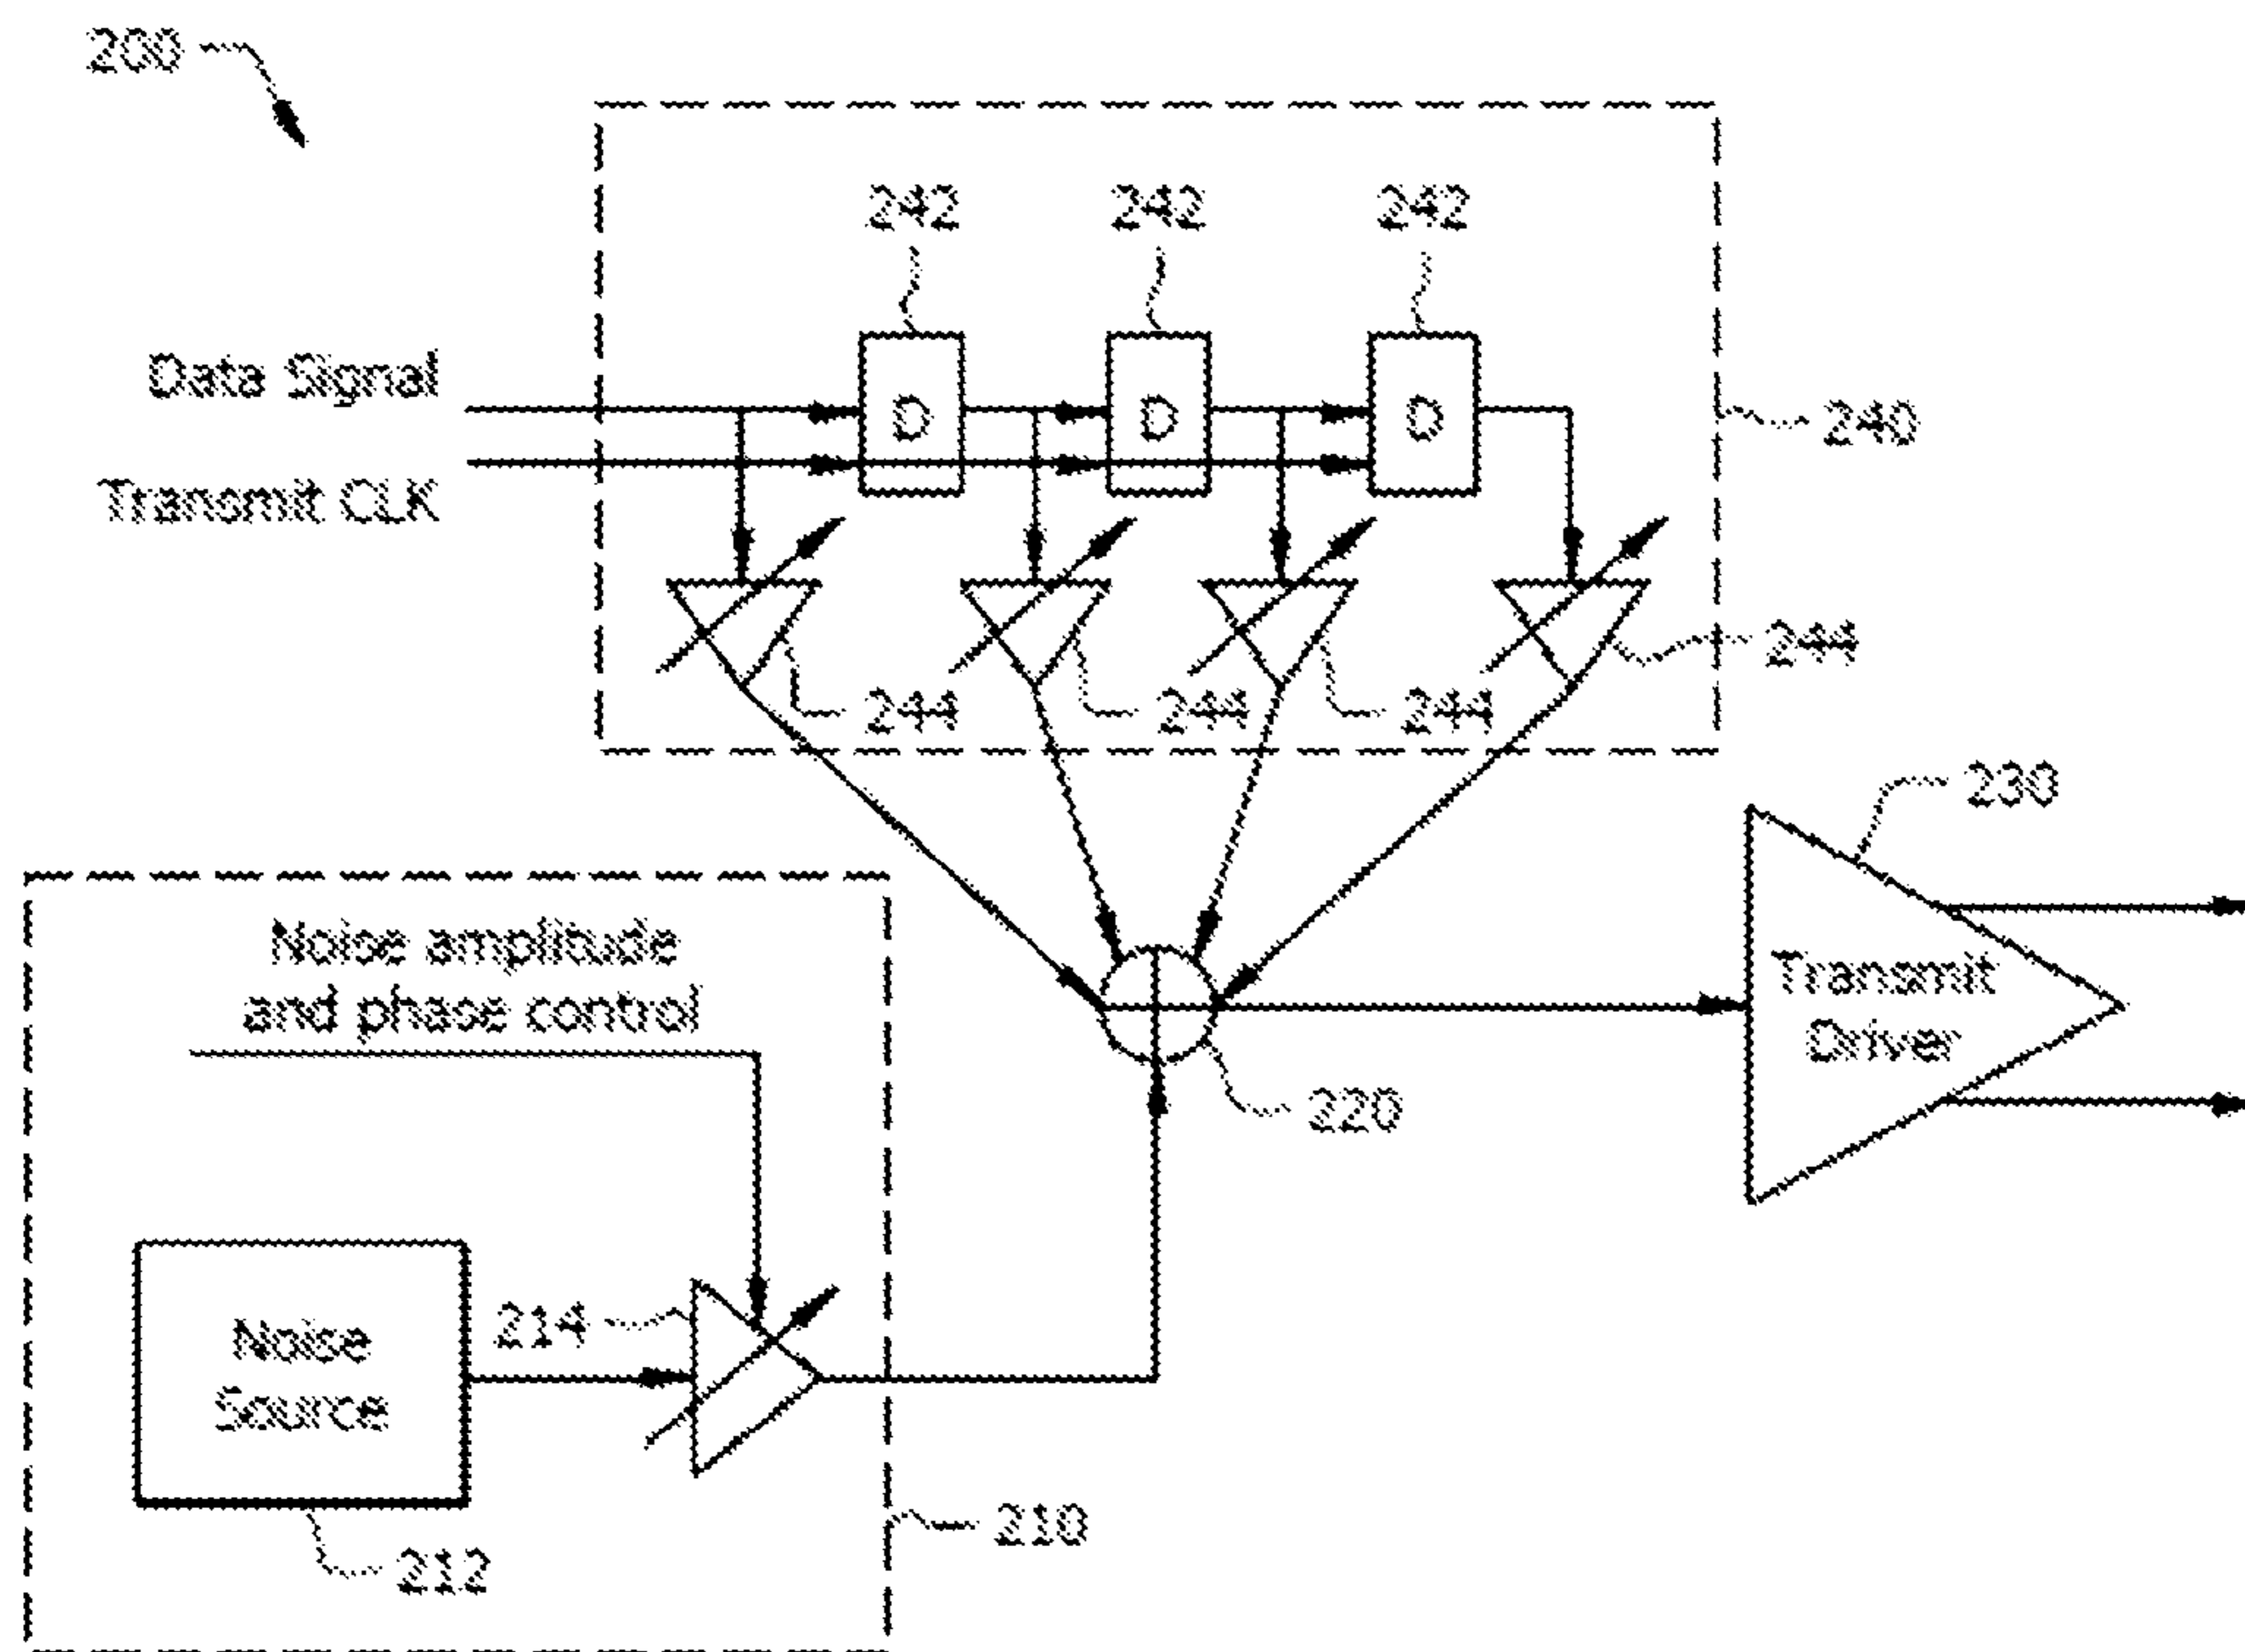 200
242 242 242
Data Signal
D D D
240
Transmit CLK
244
244 244 244
230
Noise amplitude
and phase control
Transmit
Driver
220
214
Noise
Source
210
212